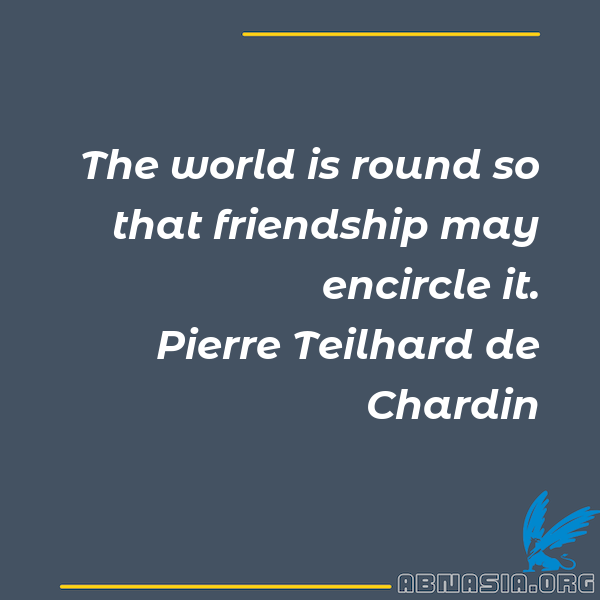 The world is round so
that friendship may
encircle it.
Pierre Teilhard de
Chardin
ABNASIA.ORG